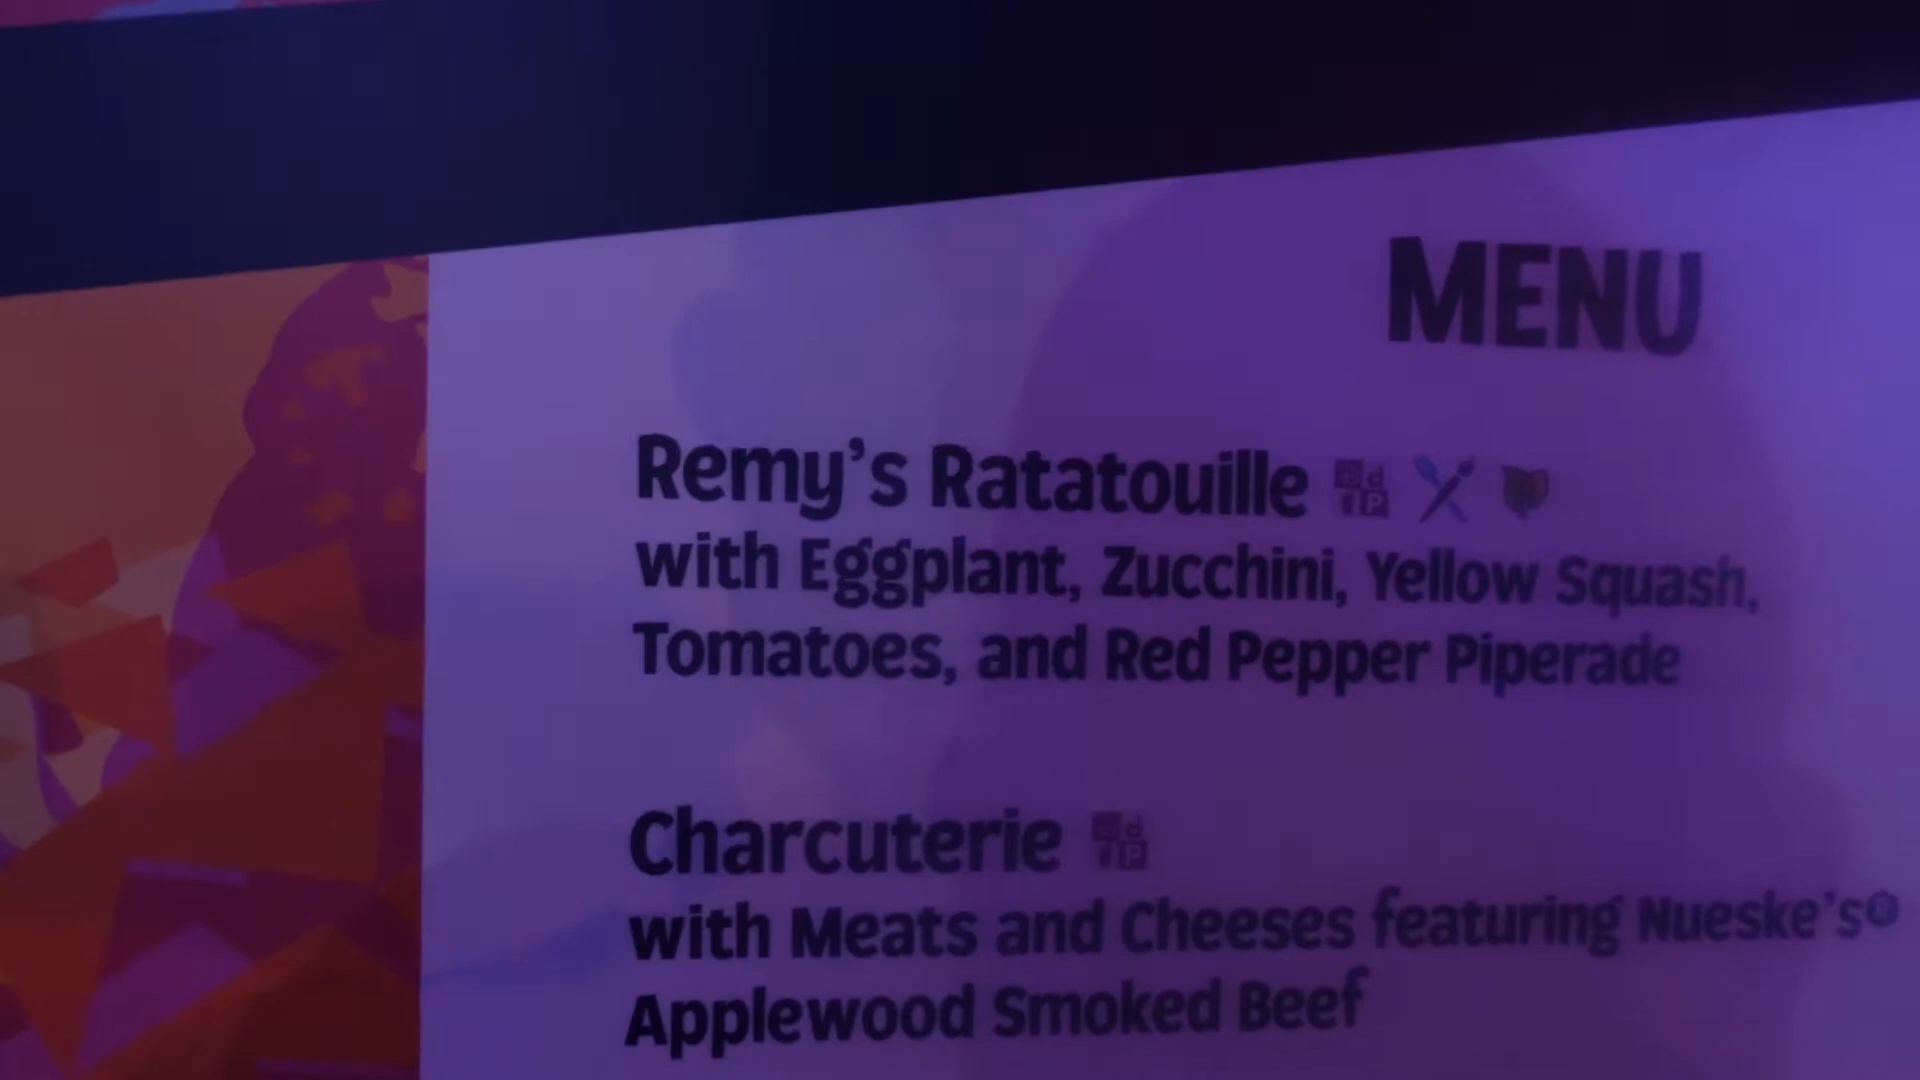 MENU
Remy's Ratatouille
with Eggplant, Zucchini, Yellow Squash,
Tomatoes, and Red Pepper Piperade
Charcuterie
with Meats and Cheeses featuring Nueske's®
Applewood Smoked Beef